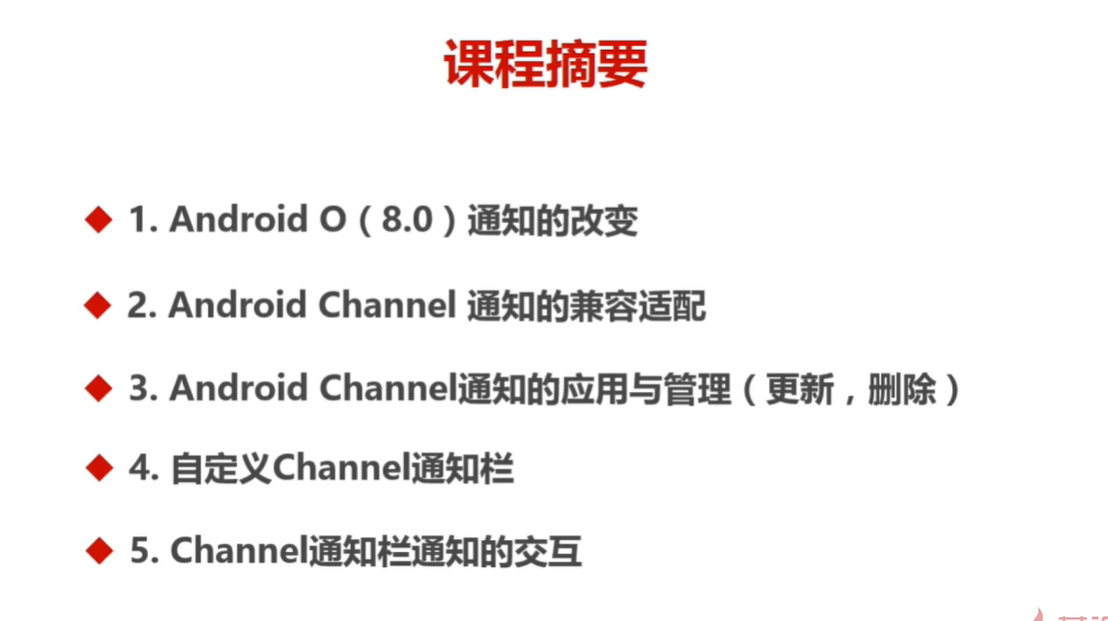 课程摘要
1. Android O（8.0）通知的改变
2. Android Channel 通知的兼容适配
3. Android Channel通知的应用与管理（更新，删除）
4. 自定义Channel通知栏
5. Channel通知栏通知的交互